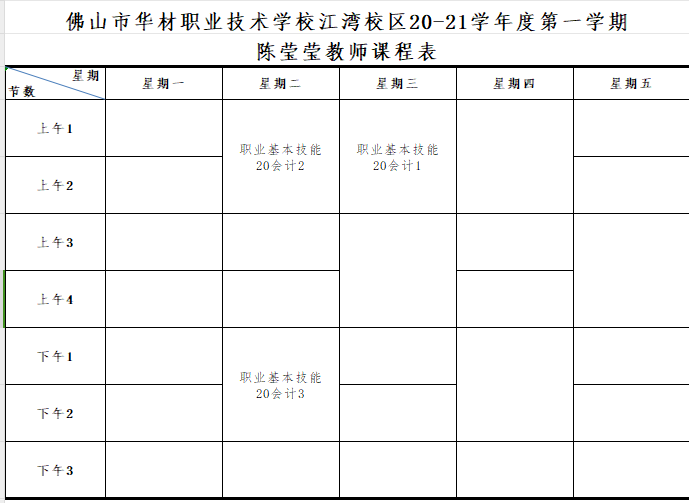 佛山市华材职业技术学校江湾校区20-21学年度第一学期
陈莹莹教师课程表
星期
节数
星期一
星期二
星期三
星期四
星期五
上午1
职业基本技能
20会计2
职业基本技能
20会计1
上午2
上午3
上午4
下午1
职业基本技能
20会计3
下午2
下午3